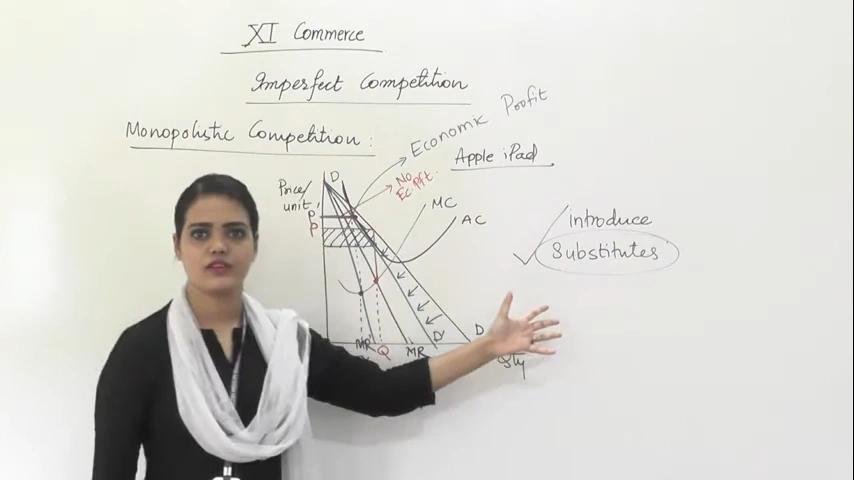 XI Commerce
Imperfect Competition
Monopolistic Competition:
Economic Profit
Apple iPad
No
Ec. Pft.
Price/
unit
D
P'
P
MC
AC
introduce
Substitutes
D'
D
MR'
Q
MR
Qty